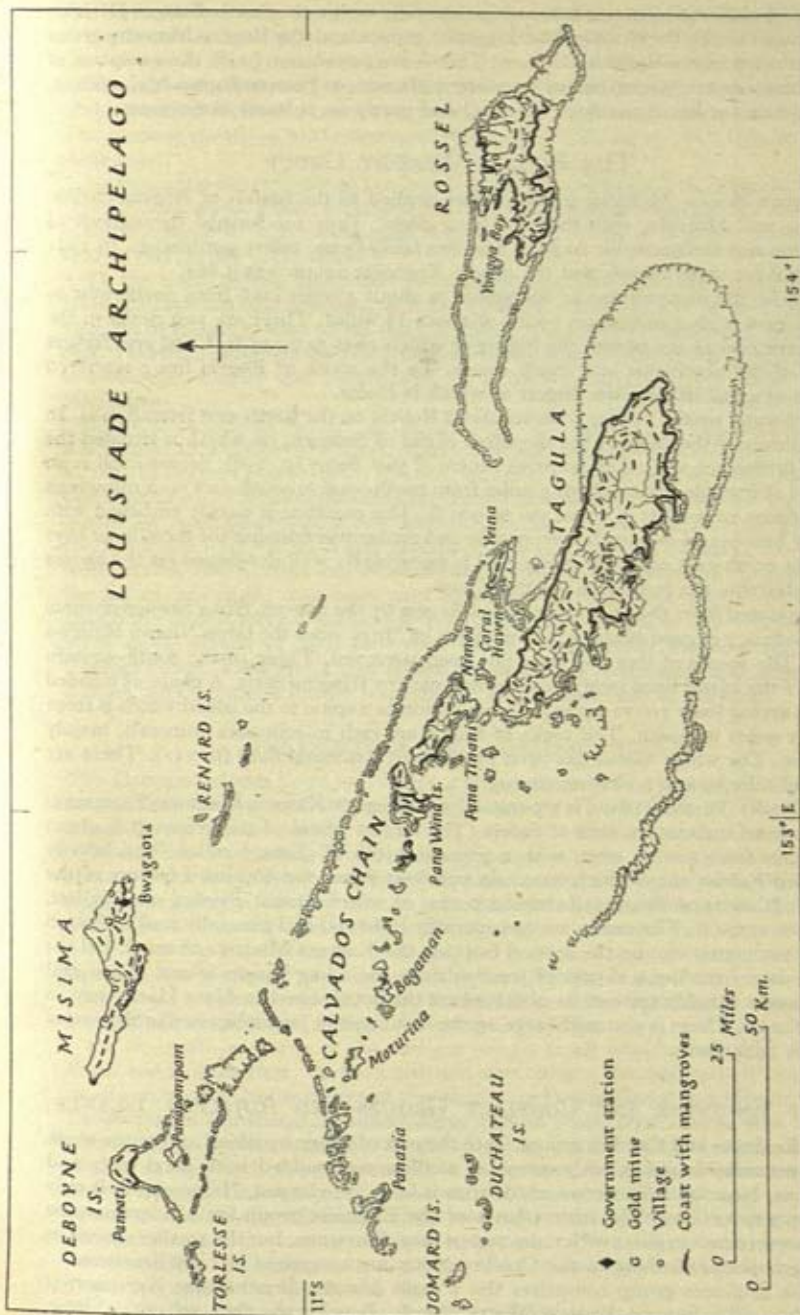 LOUISIADE ARCHIPELAGO
MISIMA
Bwagaoia
DEBOYNE
IS.
Paneati
Panapompom
RENARD IS.
ROSSEL
Yongga Bay
TORLESSE
IS.
11°S
CALVADOS CHAIN
Moturina
Bagaman
Pana Wina Is.
Nimoa
Coral
Haven
Yeina
Pana Tinani
TAGULA
Panasia
JOMARD IS.
DUCHATEAU
IS.
153° E
154°
Government station
Gold mine
Village
Coast with mangroves
0 25 Miles
0 50 Km.